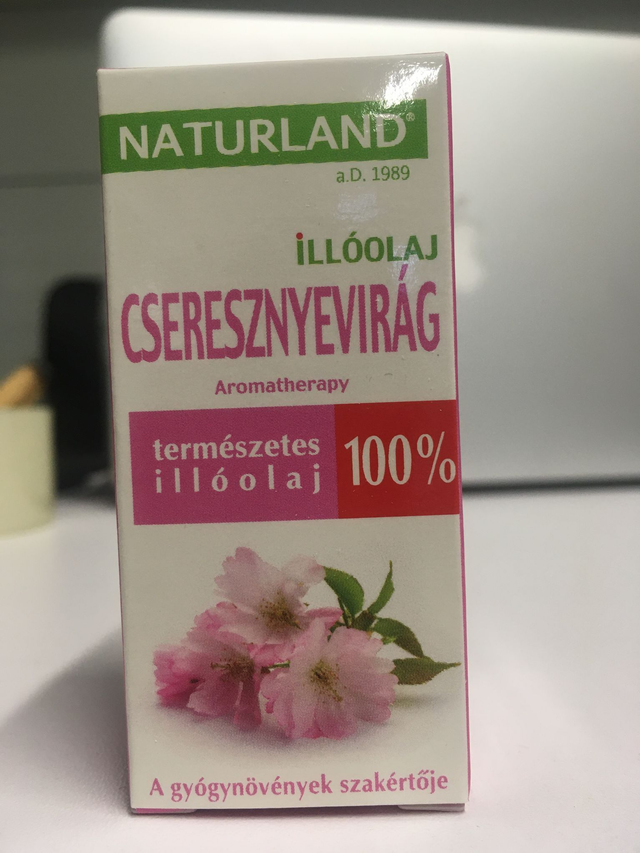 NATURLAND®
a.D. 1989
iLLÓOLAJ
CSERESZNYEVIRÁG
Aromatherapy
természetes
illóolaj
100%
A gyógynövények szakértője